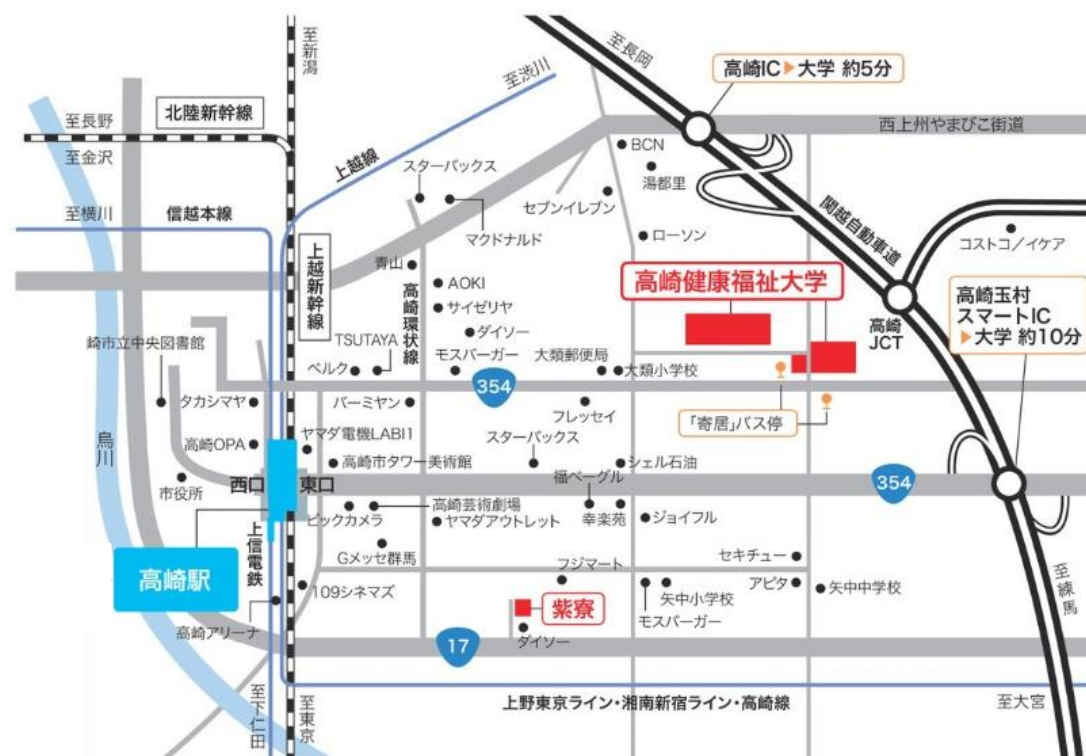 至新潟
至長岡
高崎IC▶大学 約5分
至渋川
北陸新幹線
至長野
至金沢
西上州やまびこ街道
BCN
湯都里
上越線
スターバックス
セブンイレブン
至横川
信越本線
マクドナルド
ローソン
関越自動車道
コストコ/イケア
上越新幹線
青山
高崎環状線
AOKI
サイゼリヤ
ダイソー
高崎健康福祉大学
高崎JCT
高崎玉村
スマートIC
▶大学 約10分
崎市立中央図書館
TSUTAYA
ベルク
モスバーガー
大類郵便局
大類小学校
354
タカシマヤ
バーミヤン
フレッセイ
「寄居」バス停
烏川
高崎OPA
ヤマダ電機LABI1
スターバックス
高崎市タワー美術館
シェル石油
福ベーグル
市役所
西口
東口
354
ビックカメラ
高崎芸術劇場
ヤマダアウトレット
幸楽苑
ジョイフル
上信電鉄
Gメッセ群馬
セキチュー
高崎駅
109シネマズ
フジマート
矢中小学校
アピタ
矢中中学校
至練馬
紫寮
モスバーガー
高崎アリーナ
ダイソー
17
至下仁田
至東京
上野東京ライン・湘南新宿ライン・高崎線
至大宮